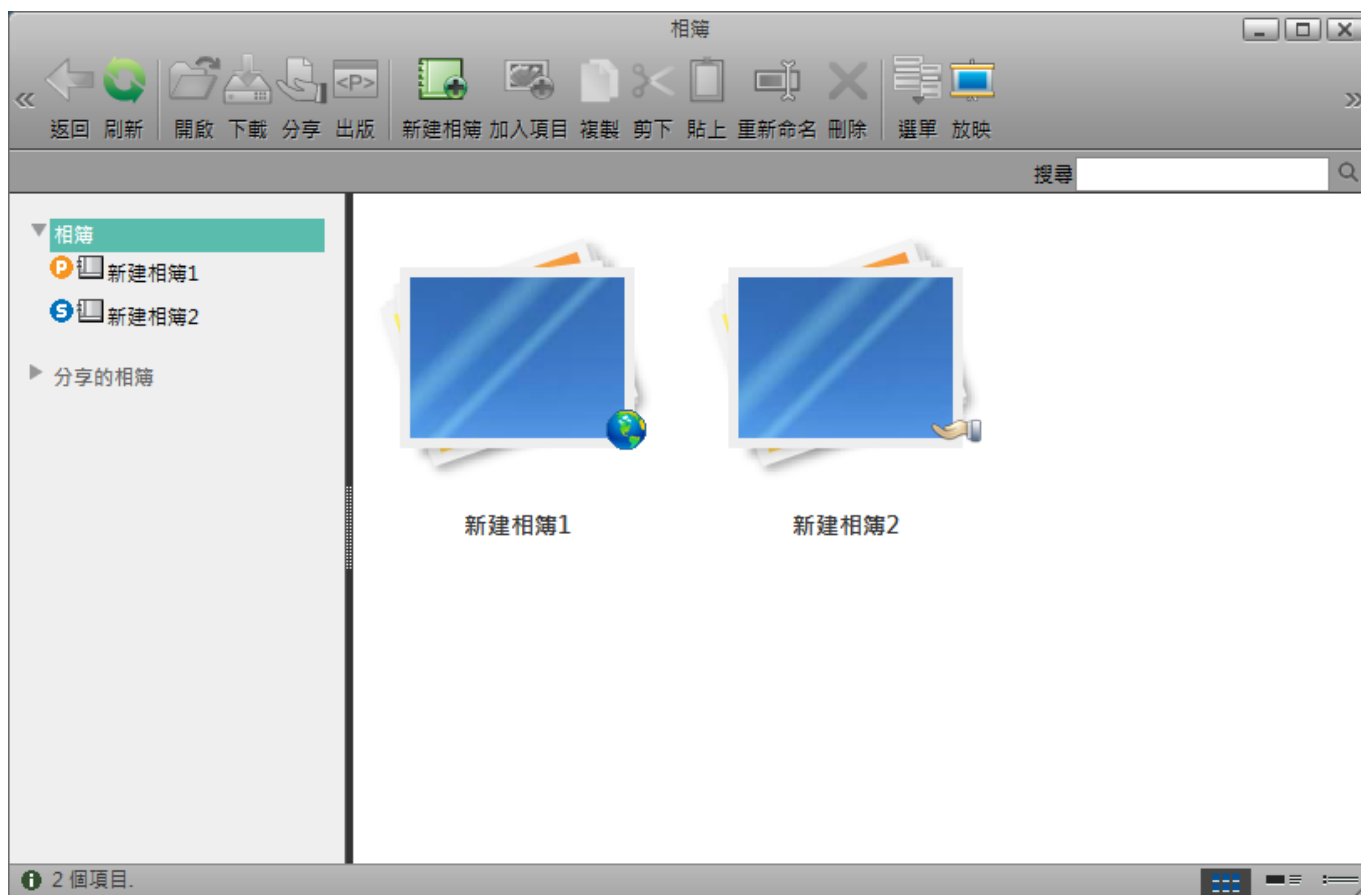 相簿
返回 刷新 開啟 下載 分享 <P> 出版 新建相簿 加入項目 複製 剪下 貼上 重新命名 刪除 選單 放映
搜尋
相簿
P 新建相簿1
S 新建相簿2
分享的相簿
新建相簿1 新建相簿2
2 個項目.